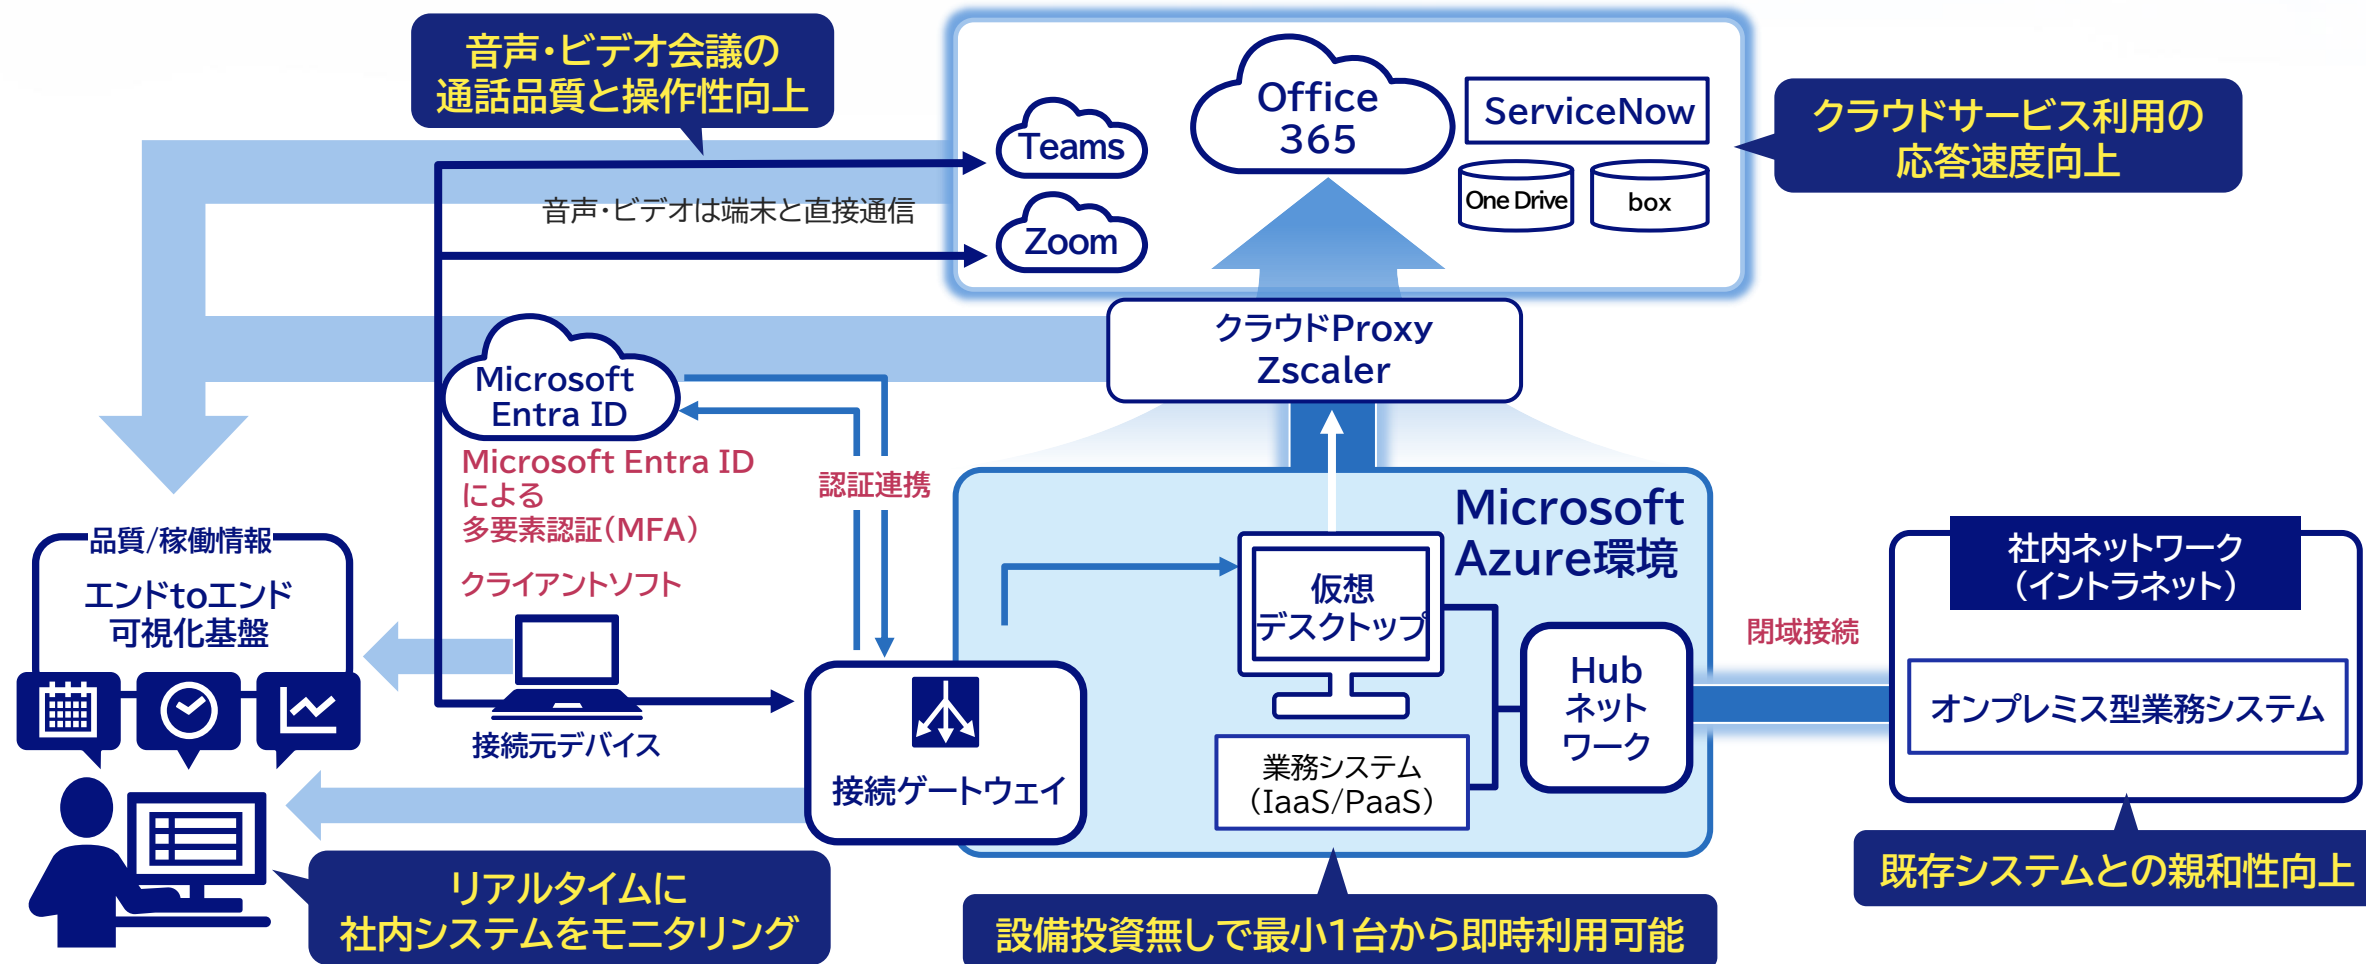 音声・ビデオ会議の
通話品質と操作性向上
Office
365
ServiceNow
Teams
One Drive
box
クラウドサービス利用の
応答速度向上
音声・ビデオは端末と直接通信
Zoom
クラウドProxy
Zscaler
Microsoft
Entra ID
Microsoft Entra ID
による
多要素認証（MFA）
認証連携
クライアントソフト
Microsoft
Azure環境
品質/稼働情報
エンドtoエンド
可視化基盤
接続元デバイス
仮想
デスクトップ
Hub
ネット
ワーク
閉域接続
社内ネットワーク
（イントラネット）
オンプレミス型業務システム
接続ゲートウェイ
業務システム
（IaaS/PaaS）
リアルタイムに
社内システムをモニタリング
設備投資無しで最小1台から即時利用可能
既存システムとの親和性向上